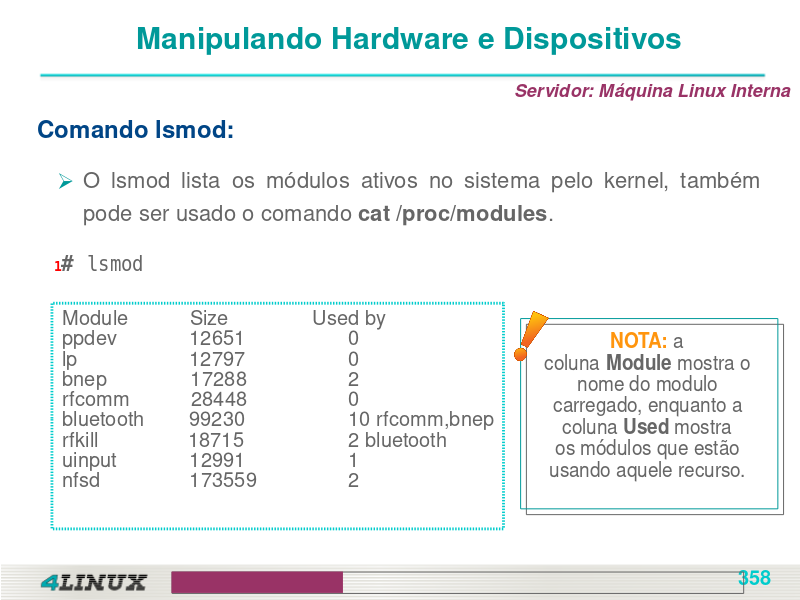 Manipulando Hardware e Dispositivos
Servidor: Máquina Linux Interna
Comando lsmod:
O lsmod lista os módulos ativos no sistema pelo kernel, também
pode ser usado o comando cat /proc/modules.
1# lsmod
Module Size Used by
ppdev 12651 0
lp 12797 0
bnep 17288 2
rfcomm 28448 0
bluetooth 99230 10 rfcomm,bnep
rfkill 18715 2 bluetooth
uinput 12991 1
nfsd 173559 2
NOTA: a
coluna Module mostra o
nome do modulo
carregado, enquanto a
coluna Used mostra
os módulos que estão
usando aquele recurso.
4LINUX
358